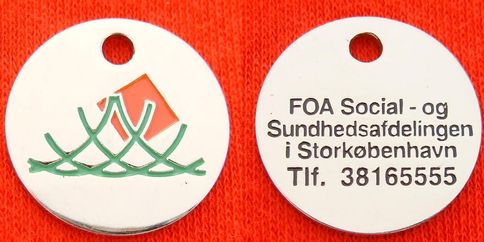 FOA Social - og
Sundhedsafdelingen
i Storkøbenhavn
Tlf. 38165555